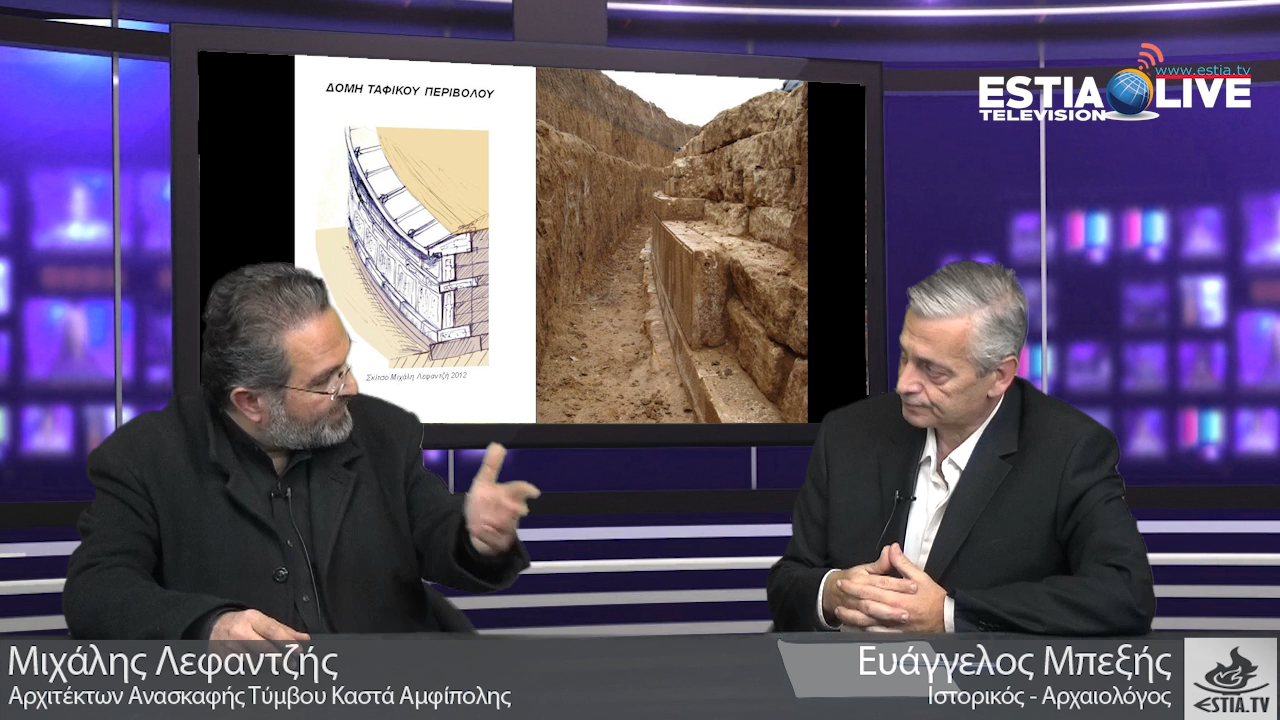 www.estia.tv
ESTIA LIVE
TELEVISION
ΔΟΜΗ ΤΑΦΙΚΟΥ ΠΕΡΙΒΟΛΟΥ
Σκίτσο Μιχάλη Λεφαντζή 2012
Μιχάλης Λεφαντζής
Αρχιτέκτων Ανασκαφής Τύμβου Καστά Αμφίπολης
Ευάγγελος Μπεξής
Ιστορικός - Αρχαιολόγος
ESTIA.TV